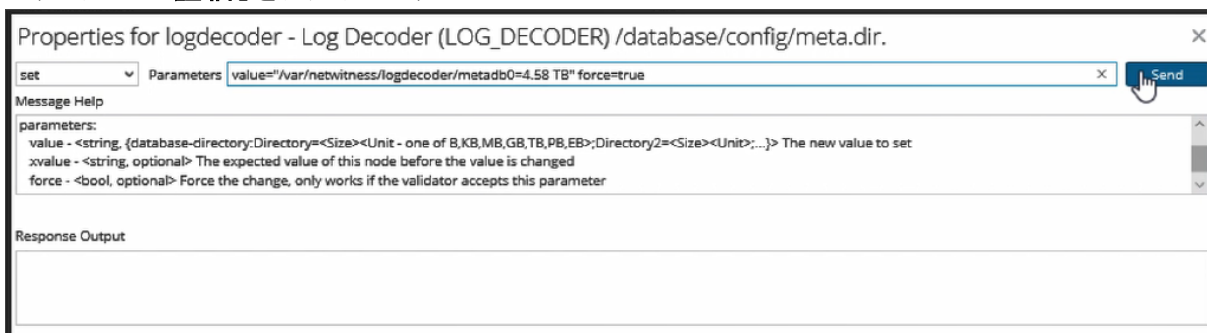 Properties for logdecoder - Log Decoder (LOG_DECODER) /database/config/meta.dir.
set Parameters value="/var/netwitness/logdecoder/metadb0=4.58 TB" force=true Send
Message Help
parameters:
value - <string, {database-directory:Directory=<Size><Unit - one of B,KB,MB,GB,TB,PB,EB>;Directory2=<Size><Unit>;...}> The new value to set
xvalue - <string, optional> The expected value of this node before the value is changed
force - <bool, optional> Force the change, only works if the validator accepts this parameter
Response Output